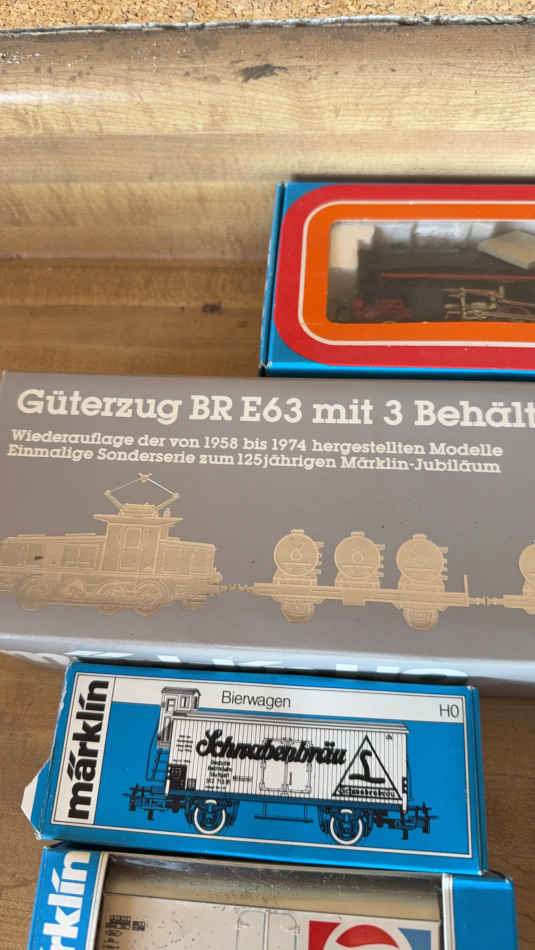 Güterzug BR E63 mit 3 Behält
Wiederauflage der von 1958 bis 1974 hergestellten Modelle
Einmalige Sonderserie zum 125jährigen Märklin-Jubiläum
märklin
Bierwagen
H0
Schwabenbräu
rklin